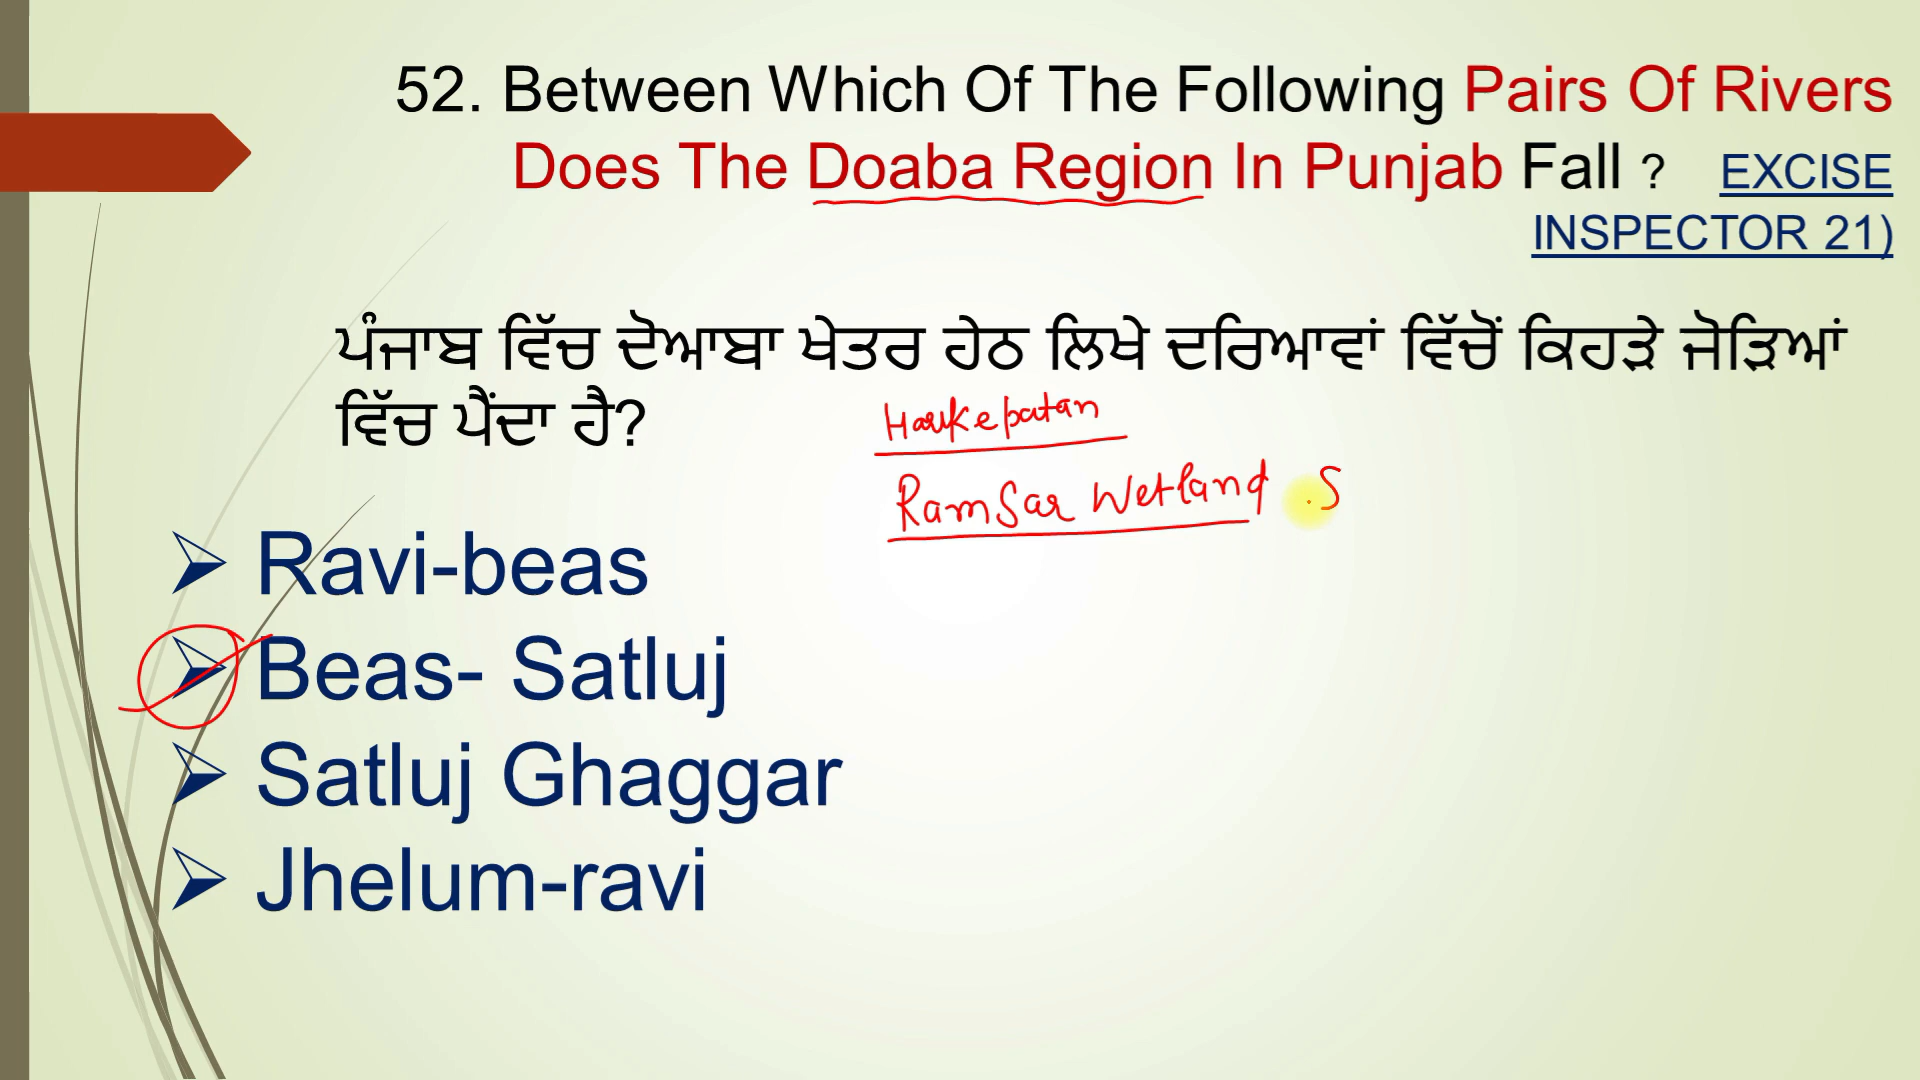 52. Between Which Of The Following Pairs Of Rivers
Does The Doaba Region In Punjab Fall ? EXCISE
INSPECTOR 21)
ਪੰਜਾਬ ਵਿੱਚ ਦੋਆਬਾ ਖੇਤਰ ਹੇਠ ਲਿਖੇ ਦਰਿਆਵਾਂ ਵਿੱਚੋਂ ਕਿਹੜੇ ਜੋੜਿਆਂ
ਵਿੱਚ ਪੈਂਦਾ ਹੈ?
Harikepatan
RamSar Wetland S
Ravi-beas
Beas- Satluj
Satluj Ghaggar
Jhelum-ravi